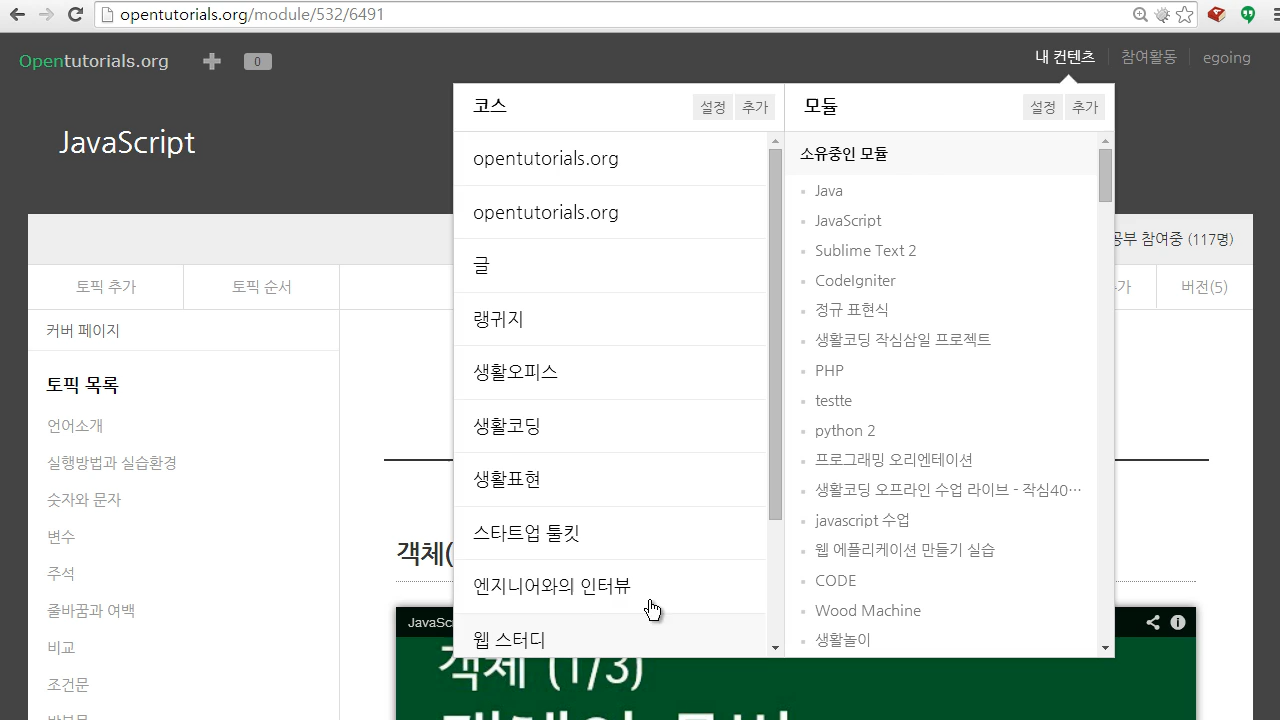 opentutorials.org/module/532/6491
Opentutorials.org
0
내 컨텐츠
참여활동
egoing
JavaScript
코스
설정
추가
opentutorials.org
opentutorials.org
글
랭귀지
생활오피스
생활코딩
생활표현
스타트업 툴킷
엔지니어와의 인터뷰
웹 스터디
모듈
설정
추가
소유중인 모듈
Java
JavaScript
Sublime Text 2
CodeIgniter
정규 표현식
생활코딩 작심삼일 프로젝트
PHP
testte
python 2
프로그래밍 오리엔테이션
생활코딩 오프라인 수업 라이브 - 작심40…
javascript 수업
웹 에플리케이션 만들기 실습
CODE
Wood Machine
생활놀이
공부 참여중 (117명)
토픽 추가
토픽 순서
버전(5)
커버 페이지
토픽 목록
언어소개
실행방법과 실습환경
숫자와 문자
변수
주석
줄바꿈과 여백
비교
조건문
객체(
JavaSc
객체 (1/3)